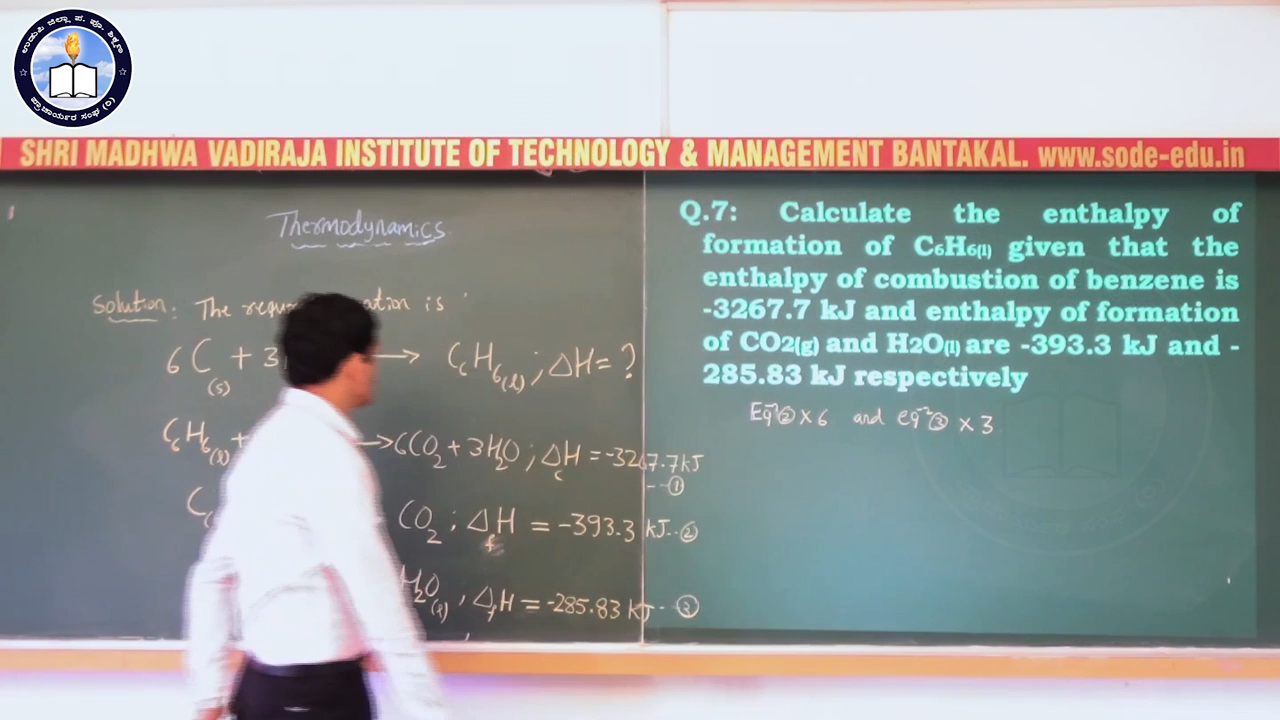 ಉಡುಪಿ ಜಿಲ್ಲಾ ಪ. ಪೂ. ಶಿಕ್ಷಣ
ಪ್ರಾಚಾರ್ಯರ ಸಂಘ (ರಿ)
SHRI MADHWA VADIRAJA INSTITUTE OF TECHNOLOGY & MANAGEMENT BANTAKAL. www.sode-edu.in
Thermodynamics
Solution: The is
6C(s) + 3 → C6H6(l) ; ΔH = ?
C6H6(l) + → 6CO2 + 3H2O ; ΔcH = -3267.7 kJ
--①
C CO2 ; ΔfH = -393.3 kJ--②
H2O(l), ΔfH = -285.83 kJ--③
Q.7: Calculate the enthalpy of
formation of C6H6(l) given that the
enthalpy of combustion of benzene is
-3267.7 kJ and enthalpy of formation
of CO2(g) and H2O(l) are -393.3 kJ and -
285.83 kJ respectively
Eqⁿ② × 6 and eqⁿ③ × 3